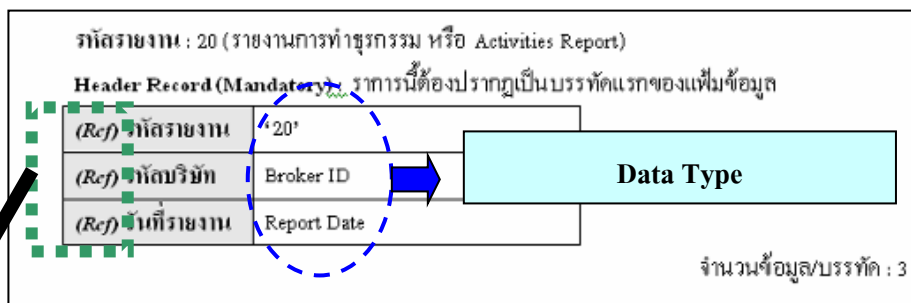 รหัสรายงาน : 20 (รายงานการทำธุรกรรม หรือ Activities Report)
Header Record (Mandatory) : รายการนี้ต้องปรากฏเป็นบรรทัดแรกของแฟ้มข้อมูล
(Ref) รหัสรายงาน '20'
(Ref) รหัสบริษัท Broker ID
Data Type
(Ref) วันที่รายงาน Report Date
จำนวนข้อมูล/บรรทัด : 3